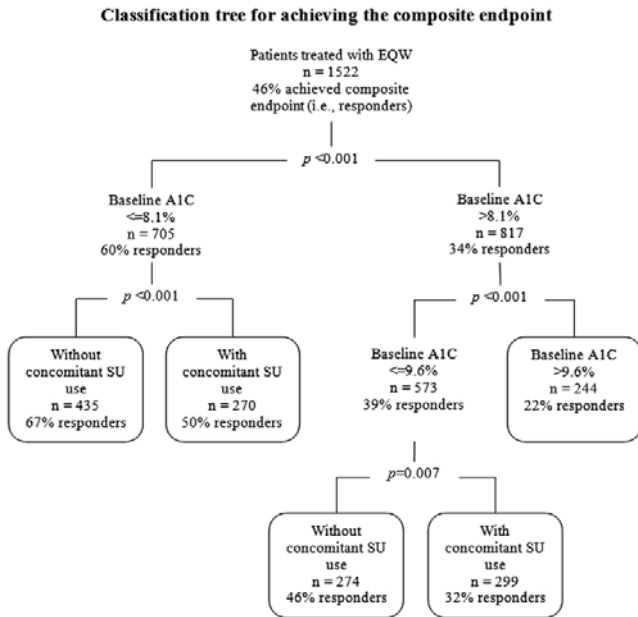 Classification tree for achieving the composite endpoint
Patients treated with EQW
n = 1522
46% achieved composite
endpoint (i.e., responders)
p <0.001
Baseline A1C
<=8.1%
n = 705
60% responders
Baseline A1C
>8.1%
n = 817
34% responders
p <0.001
p <0.001
Without
concomitant SU
use
n = 435
67% responders
With
concomitant SU
use
n = 270
50% responders
Baseline A1C
<=9.6%
n = 573
39% responders
Baseline A1C
>9.6%
n = 244
22% responders
p=0.007
Without
concomitant SU
use
n = 274
46% responders
With
concomitant SU
use
n = 299
32% responders